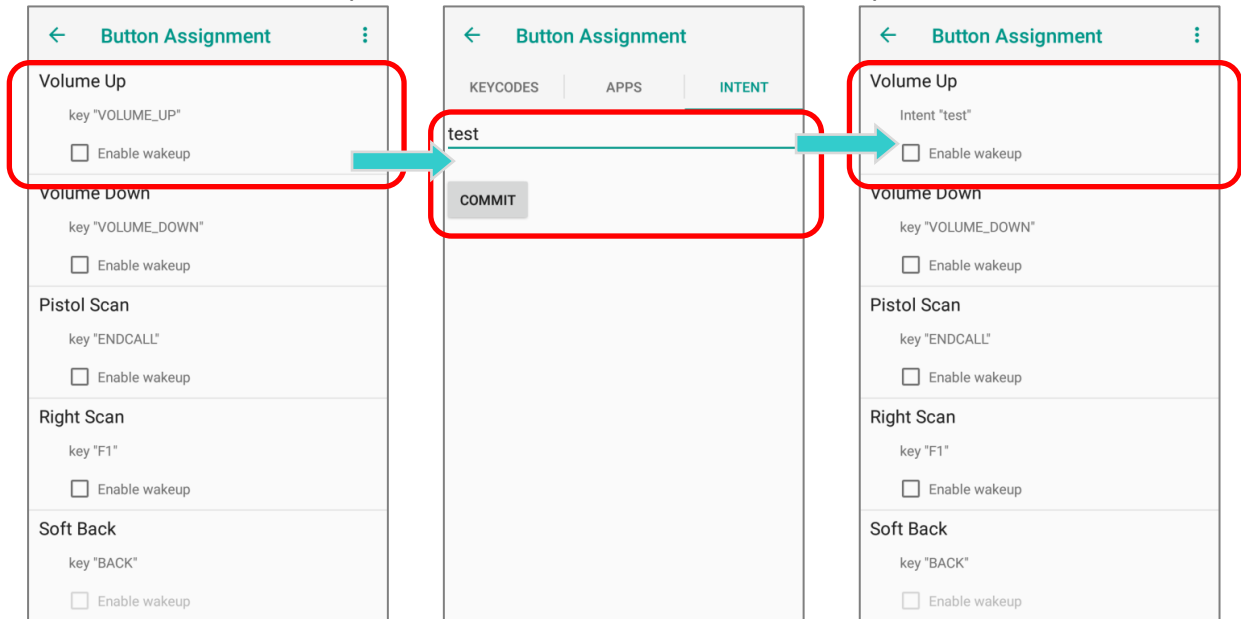 Button Assignment
Volume Up
key "VOLUME_UP"
Enable wakeup
Volume Down
key "VOLUME_DOWN"
Enable wakeup
Pistol Scan
key "ENDCALL"
Enable wakeup
Right Scan
key "F1"
Enable wakeup
Soft Back
key "BACK"
Enable wakeup
Button Assignment
KEYCODES APPS INTENT
test
COMMIT
Button Assignment
Volume Up
Intent "test"
Enable wakeup
Volume Down
key "VOLUME_DOWN"
Enable wakeup
Pistol Scan
key "ENDCALL"
Enable wakeup
Right Scan
key "F1"
Enable wakeup
Soft Back
key "BACK"
Enable wakeup